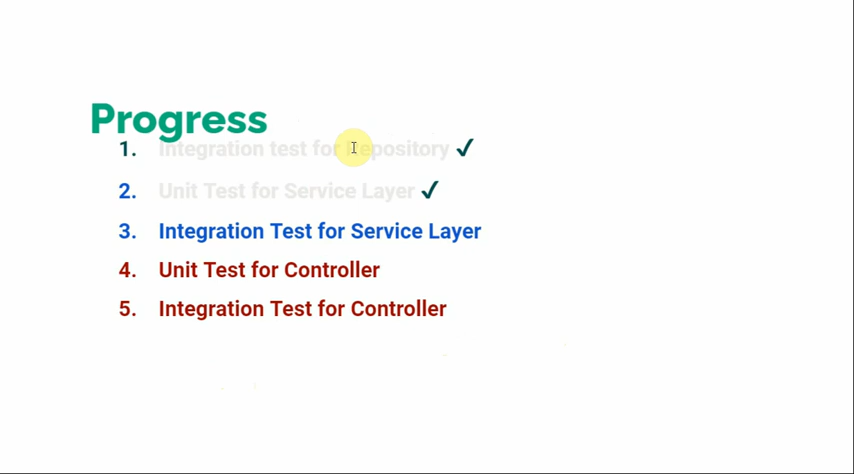 Progress
1. Integration test for Repository ✓
2. Unit Test for Service Layer ✓
3. Integration Test for Service Layer
4. Unit Test for Controller
5. Integration Test for Controller